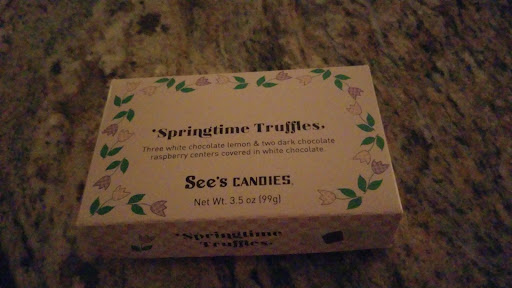 Springtime Truffles
Three white chocolate lemon & two dark chocolate
raspberry centers covered in white chocolate.
SEE'S CANDIES
Net Wt. 3.5 oz (99g)
Springtime
Truffles